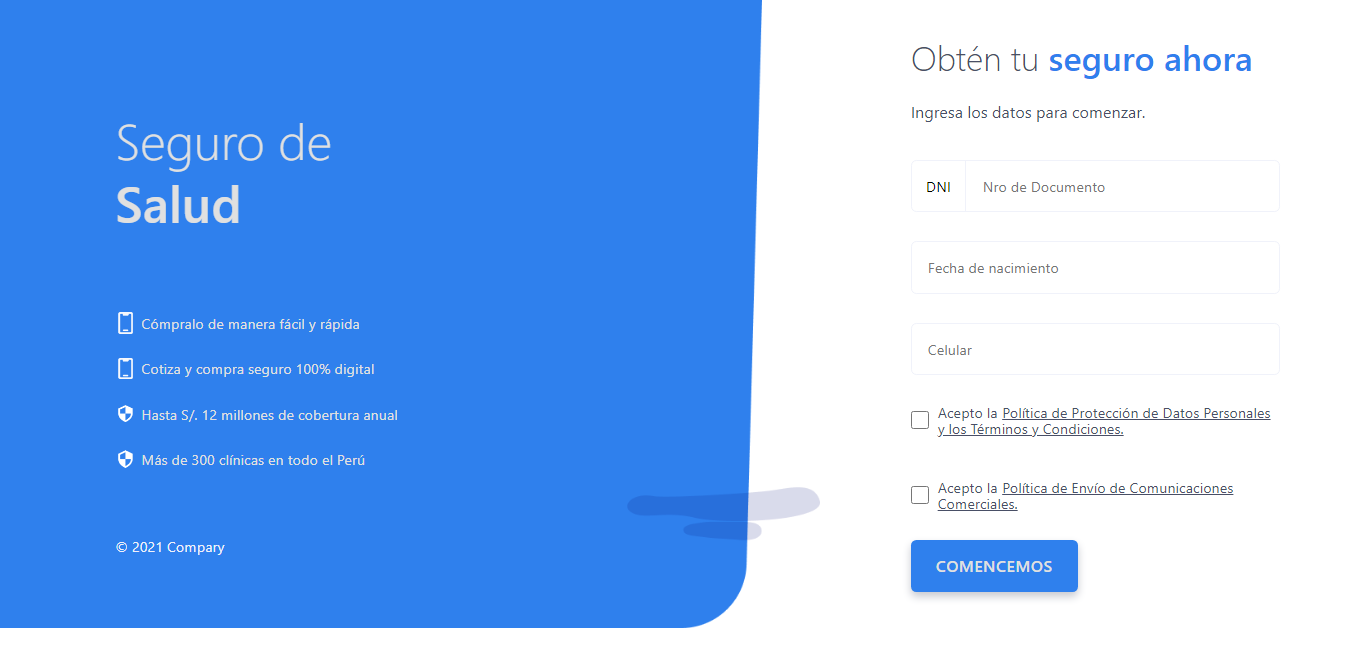 Seguro de
Salud
Cómpralo de manera fácil y rápida
Cotiza y compra seguro 100% digital
Hasta S/. 12 millones de cobertura anual
Más de 300 clínicas en todo el Perú
© 2021 Compary
Obtén tu seguro ahora
Ingresa los datos para comenzar.
DNI Nro de Documento
Fecha de nacimiento
Celular
Acepto la Política de Protección de Datos Personales
y los Términos y Condiciones.
Acepto la Política de Envío de Comunicaciones
Comerciales.
COMENCEMOS